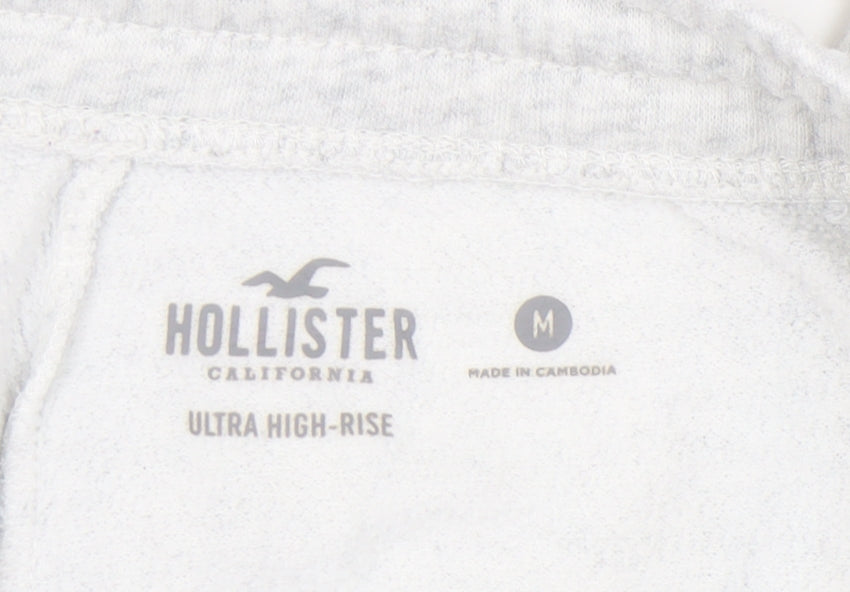 HOLLISTER
CALIFORNIA
ULTRA HIGH-RISE
M
MADE IN CAMBODIA